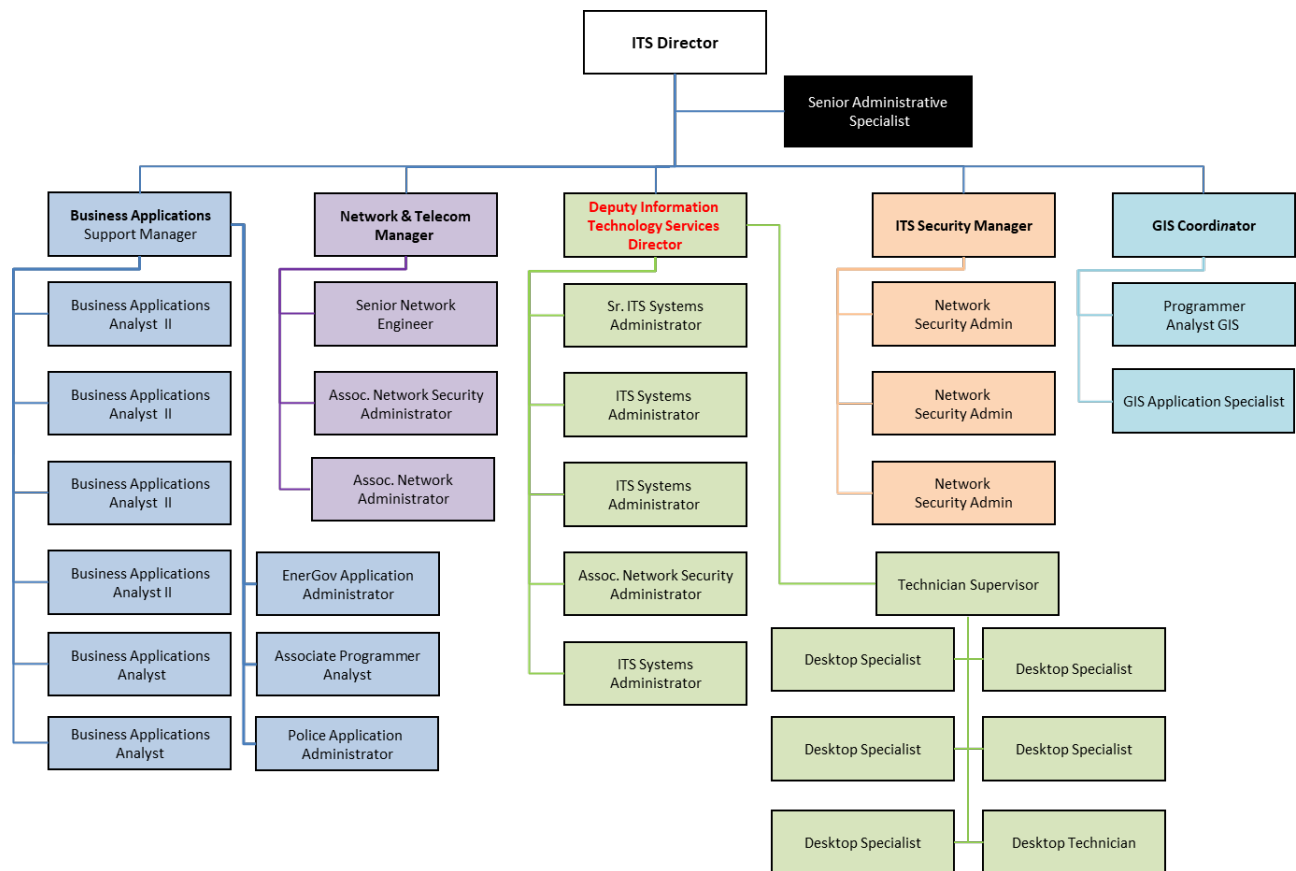 ITS Director
Senior Administrative
Specialist
Business Applications
Support Manager
Network & Telecom
Manager
Deputy Information
Technology Services
Director
ITS Security Manager
GIS Coordinator
Business Applications
Analyst II
Business Applications
Analyst II
Business Applications
Analyst II
Business Applications
Analyst II
Business Applications
Analyst
Business Applications
Analyst
EnerGov Application
Administrator
Associate Programmer
Analyst
Police Application
Administrator
Senior Network
Engineer
Assoc. Network Security
Administrator
Assoc. Network
Administrator
Sr. ITS Systems
Administrator
ITS Systems
Administrator
ITS Systems
Administrator
Assoc. Network Security
Administrator
ITS Systems
Administrator
Network
Security Admin
Network
Security Admin
Network
Security Admin
Programmer
Analyst GIS
GIS Application Specialist
Technician Supervisor
Desktop Specialist
Desktop Specialist
Desktop Specialist
Desktop Specialist
Desktop Specialist
Desktop Technician